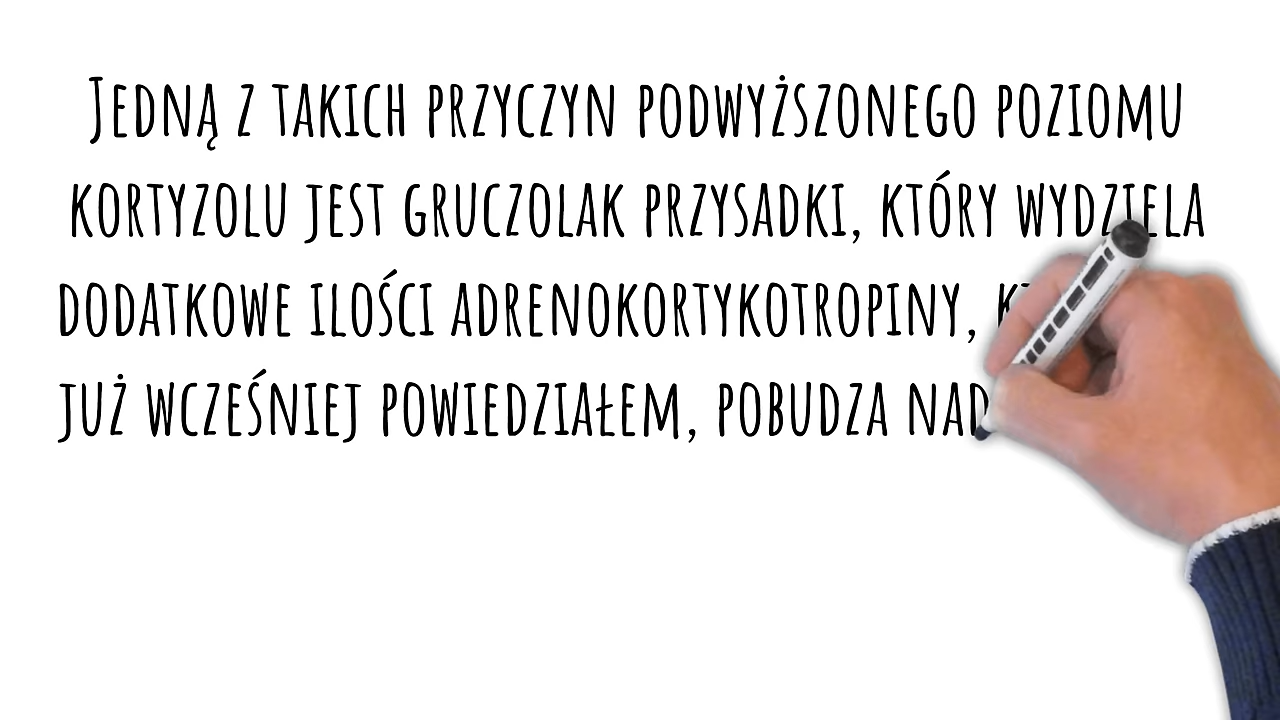 Jedną z takich przyczyn podwyższonego poziomu
kortyzolu jest gruczolak przysadki, który wydziela
dodatkowe ilości adrenokortykotropiny,
już wcześniej powiedziałem, pobudza